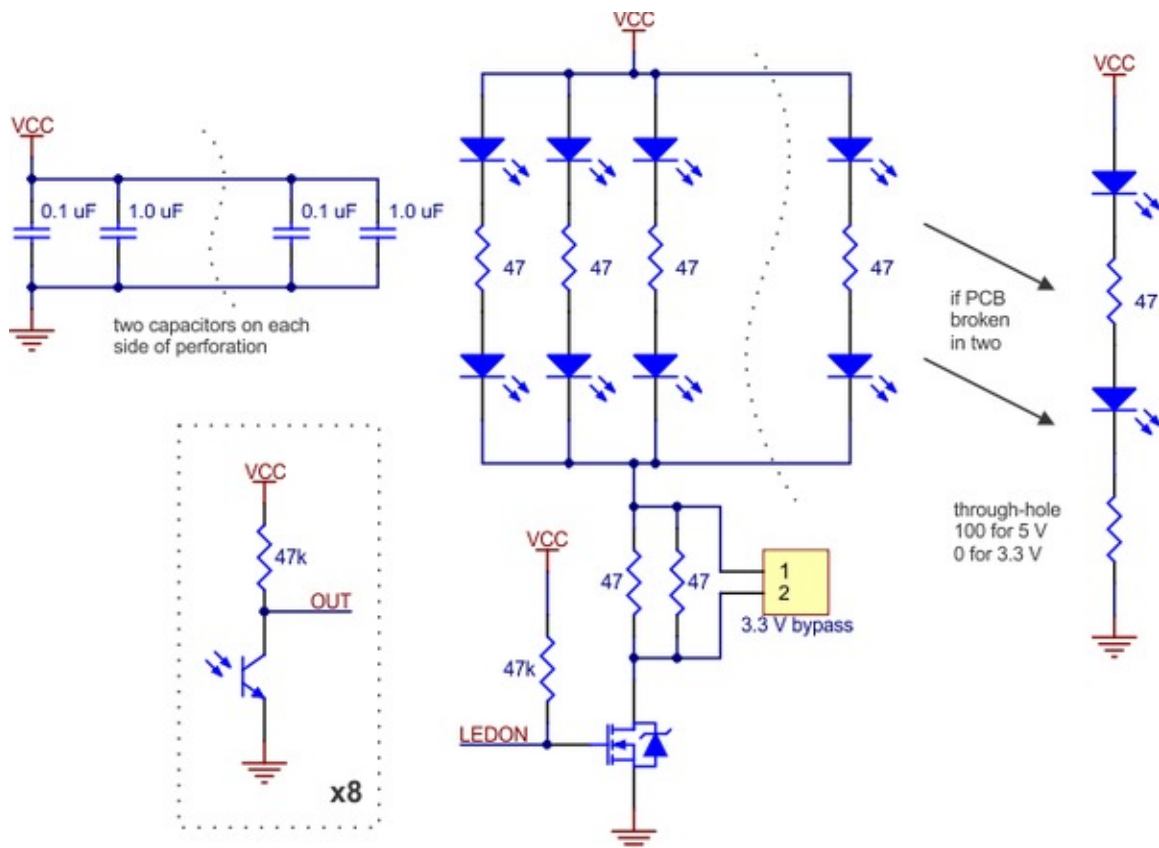 VCC
0.1 uF
1.0 uF
0.1 uF
1.0 uF
two capacitors on each
side of perforation
VCC
47
47
47
47
if PCB
broken
in two
VCC
47
through-hole
100 for 5 V
0 for 3.3 V
VCC
47k
OUT
x8
VCC
47k
LEDON
47
47
1
2
3.3 V bypass